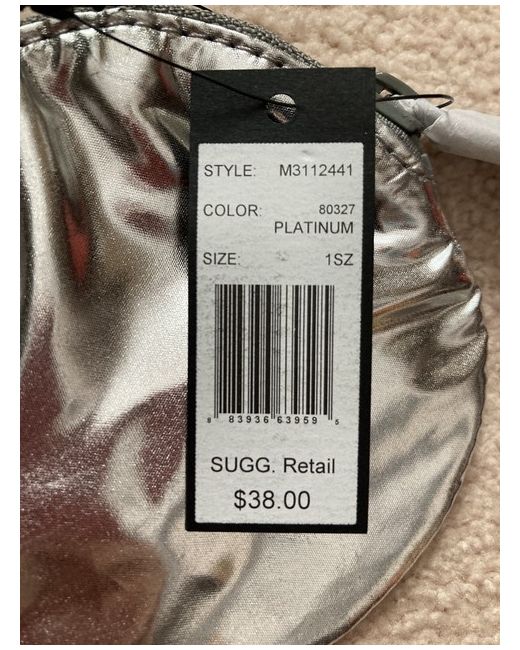 STYLE: M3112441
COLOR: 80327
PLATINUM
SIZE: 1SZ
8 83936 63959 5
SUGG. Retail
$38.00